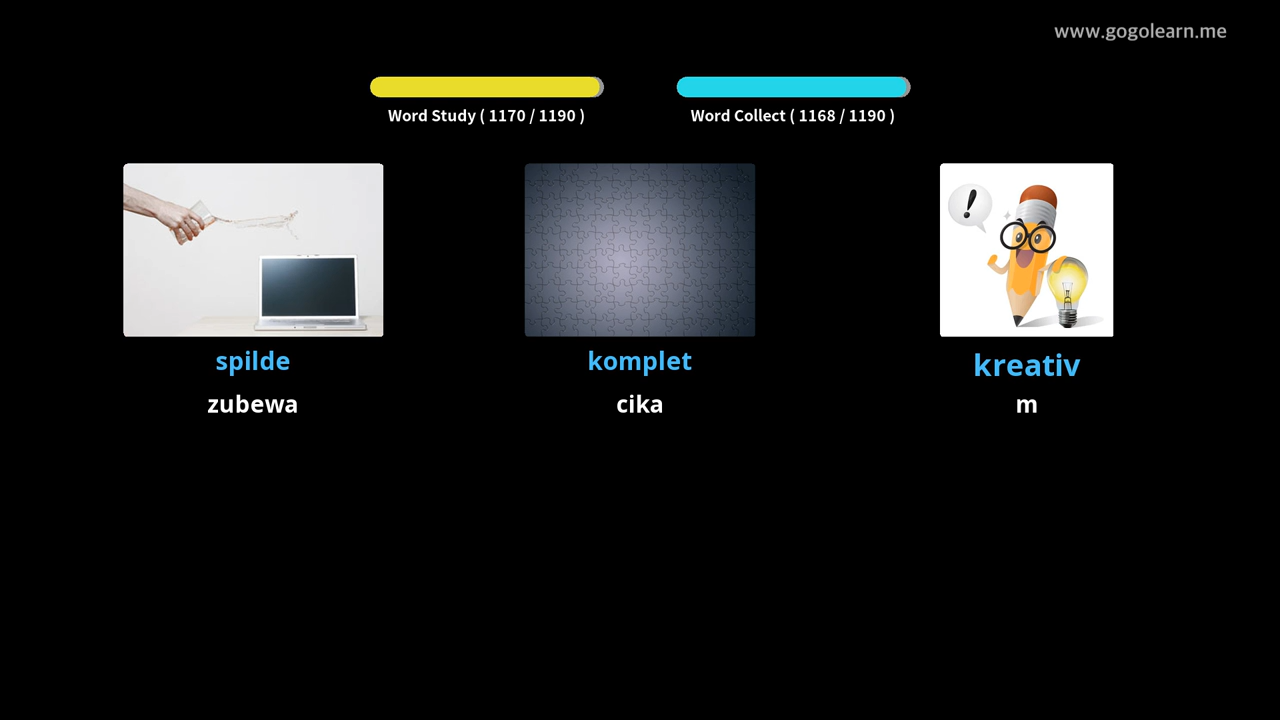 www.gogolearn.me
Word Study ( 1170 / 1190 )
Word Collect ( 1168 / 1190 )
!
spilde
komplet
kreativ
zubewa
cika
m